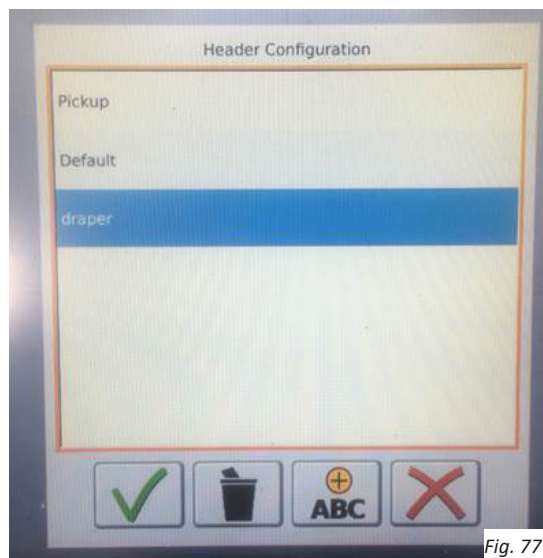 Header Configuration
Pickup
Default
draper
ABC
Fig. 77